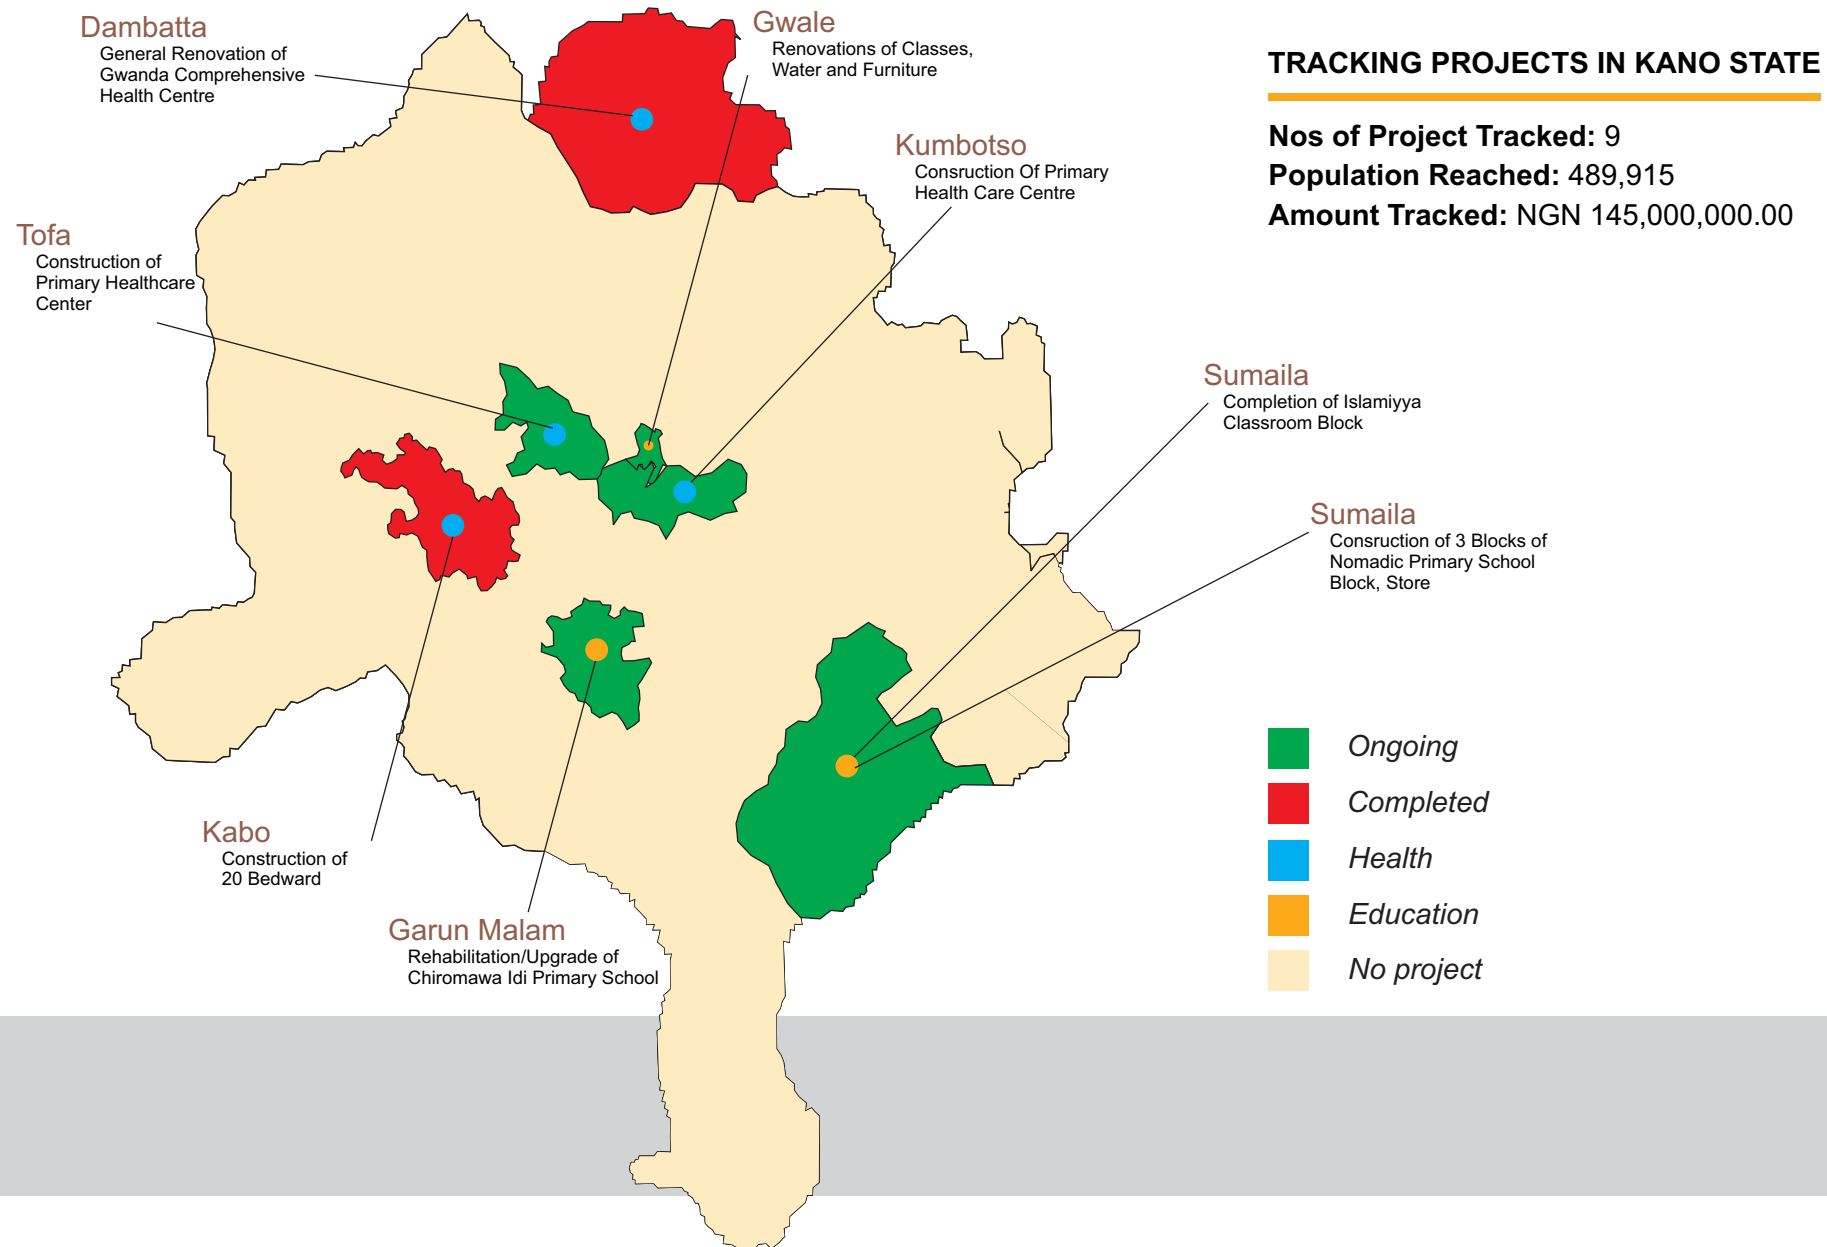 Dambatta
General Renovation of
Gwanda Comprehensive
Health Centre
Gwale
Renovations of Classes,
Water and Furniture
TRACKING PROJECTS IN KANO STATE
Nos of Project Tracked: 9
Population Reached: 489,915
Amount Tracked: NGN 145,000,000.00
Kumbotso
Consruction Of Primary
Health Care Centre
Tofa
Construction of
Primary Healthcare
Center
Sumaila
Completion of Islamiyya
Classroom Block
Sumaila
Consruction of 3 Blocks of
Nomadic Primary School
Block, Store
Kabo
Construction of
20 Bedward
Garun Malam
Rehabilitation/Upgrade of
Chiromawa Idi Primary School
Ongoing
Completed
Health
Education
No project